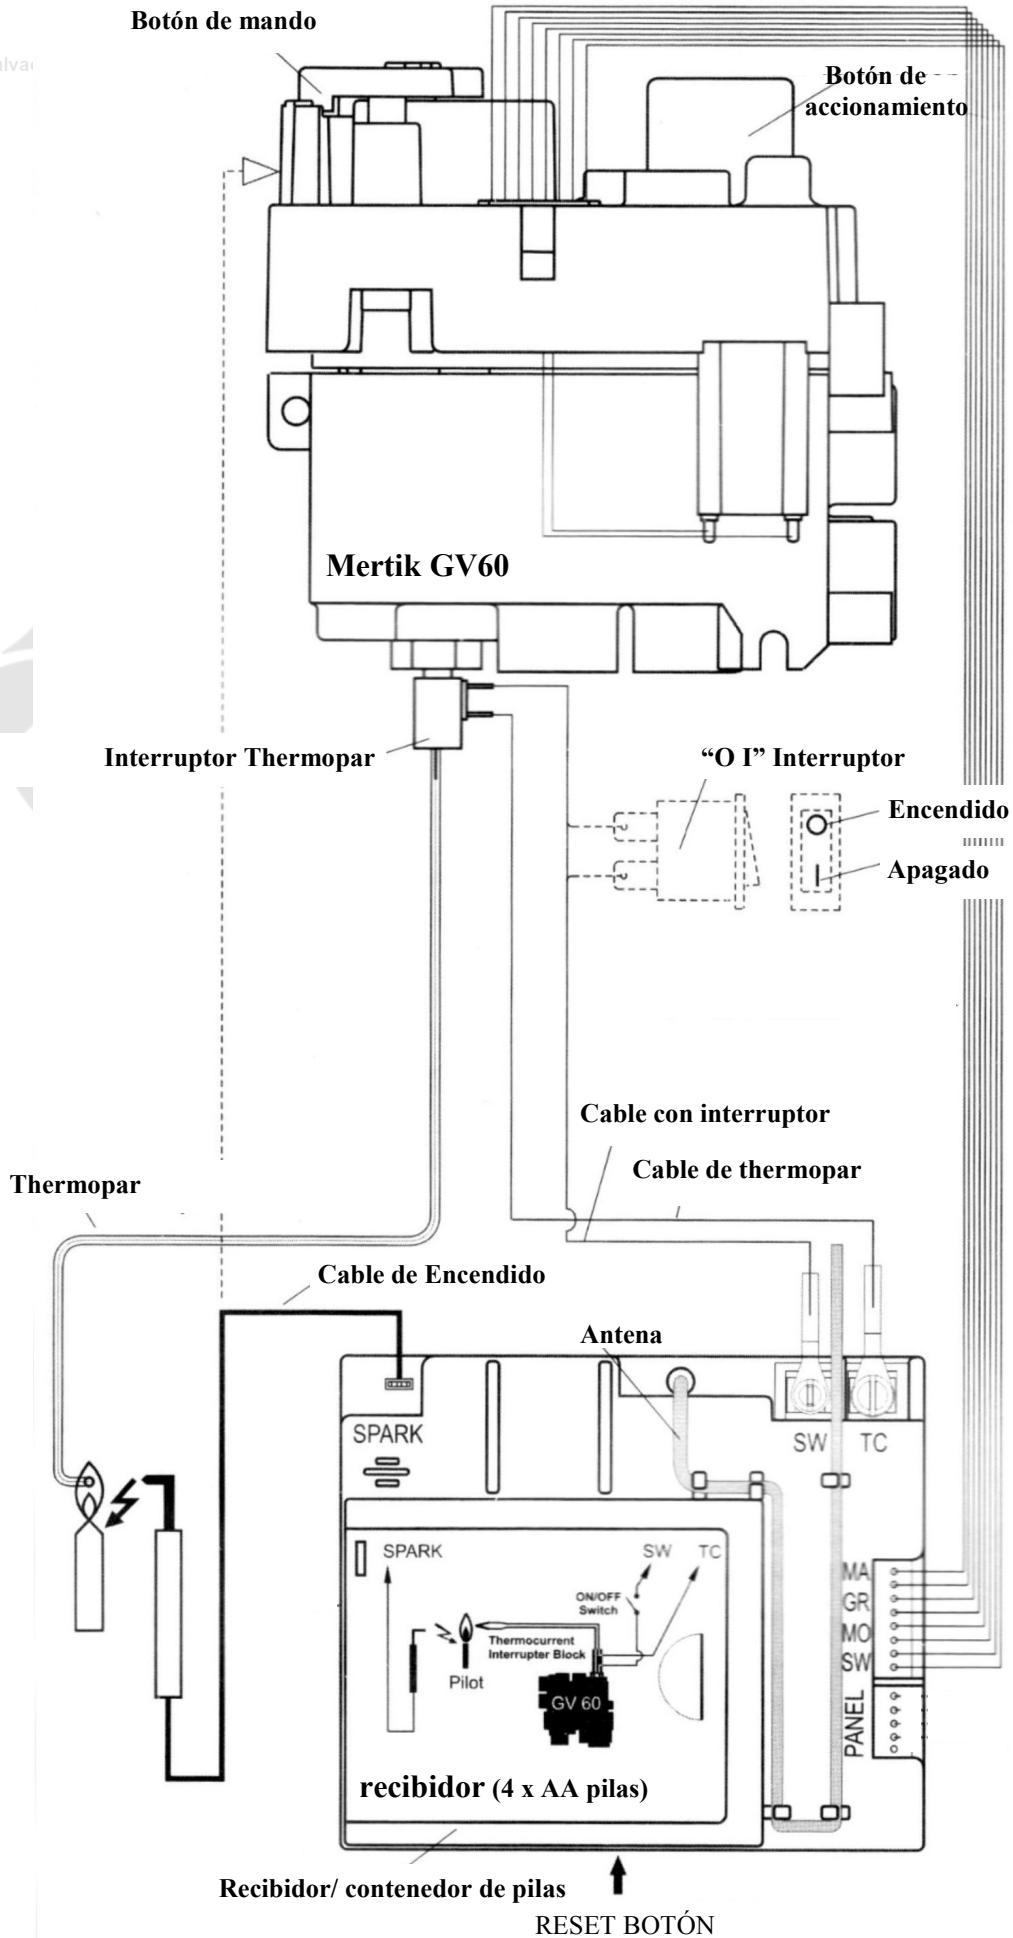 Botón de mando
Botón de
accionamiento
Mertik GV60
Interruptor Thermopar
“O I” Interruptor
Encendido
Apagado
Cable con interruptor
Cable de thermopar
Thermopar
Cable de Encendido
Antena
SPARK
SW TC
SPARK
SW TC
ON/OFF
Switch
Thermocurrent
Interrupter Block
Pilot
GV 60
MA
GR
MO
SW
PANEL
recibidor (4 x AA pilas)
Recibidor/ contenedor de pilas
RESET BOTÓN